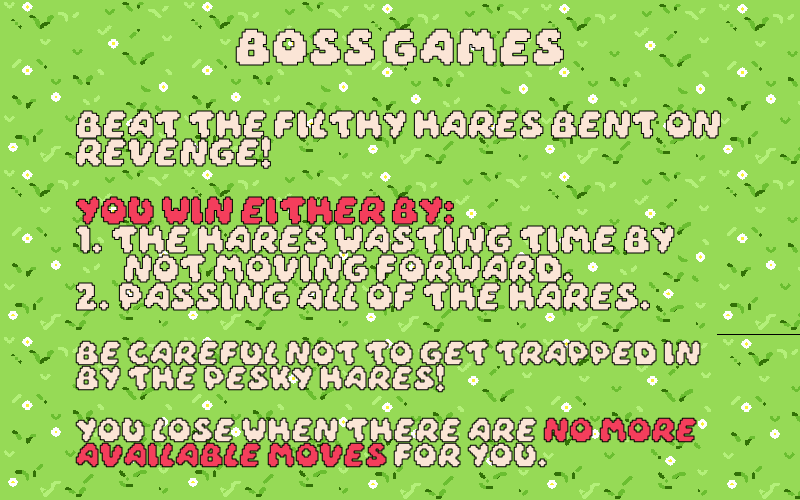 BOSS GAMES
BEAT THE FILTHY HARES BENT ON
REVENGE!
YOU WIN EITHER BY:
1. THE HARES WASTING TIME BY
NOT MOVING FORWARD.
2. PASSING ALL OF THE HARES.
BE CAREFUL NOT TO GET TRAPPED IN
BY THE PESKY HARES!
YOU LOSE WHEN THERE ARE NO MORE
AVAILABLE MOVES FOR YOU.